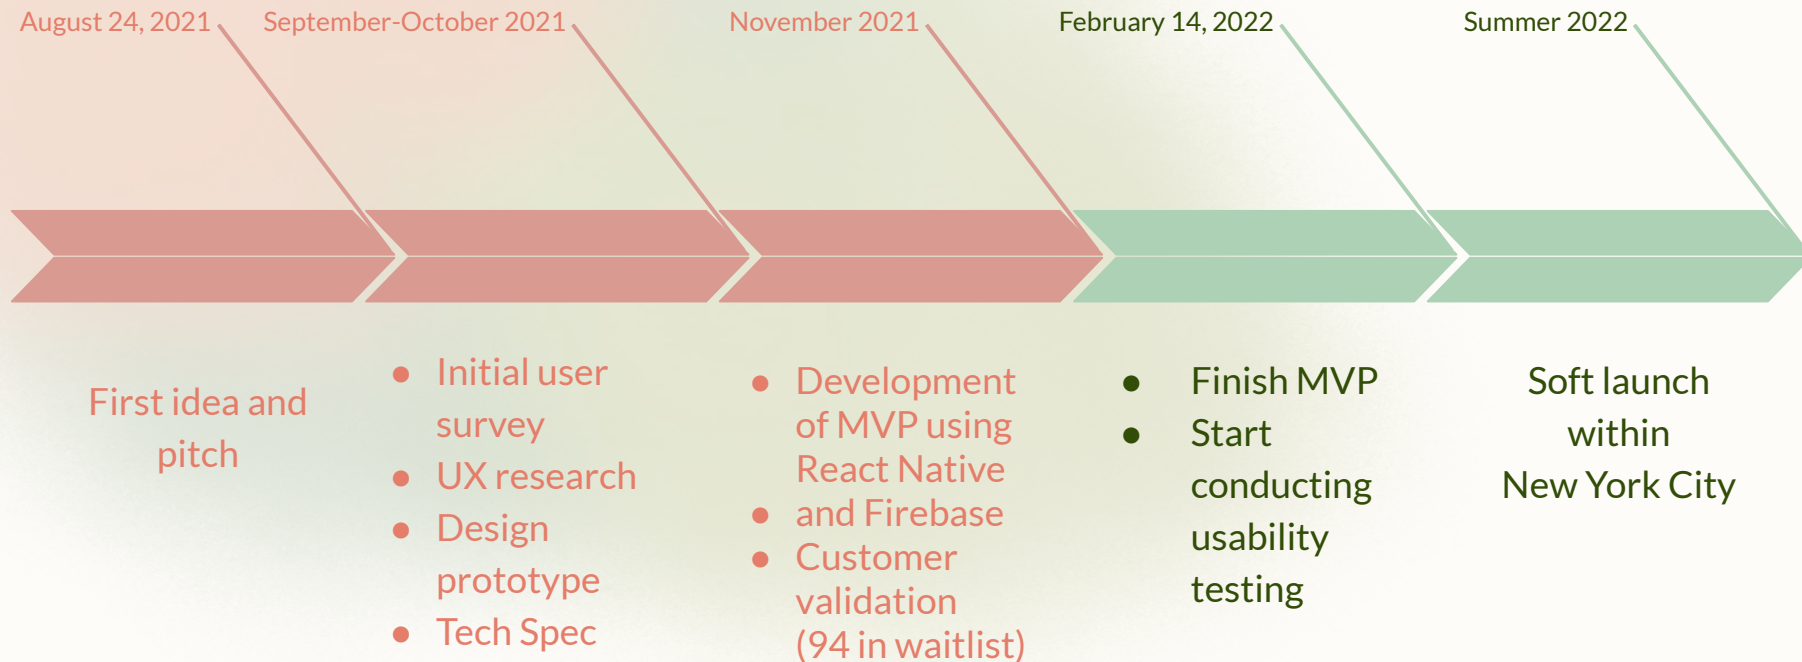 August 24, 2021
September-October 2021
November 2021
February 14, 2022
Summer 2022
First idea and
pitch
● Initial user
survey
● UX research
● Design
prototype
● Tech Spec
● Development
of MVP using
React Native
● and Firebase
● Customer
validation
(94 in waitlist)
● Finish MVP
● Start
conducting
usability
testing
Soft launch
within
New York City